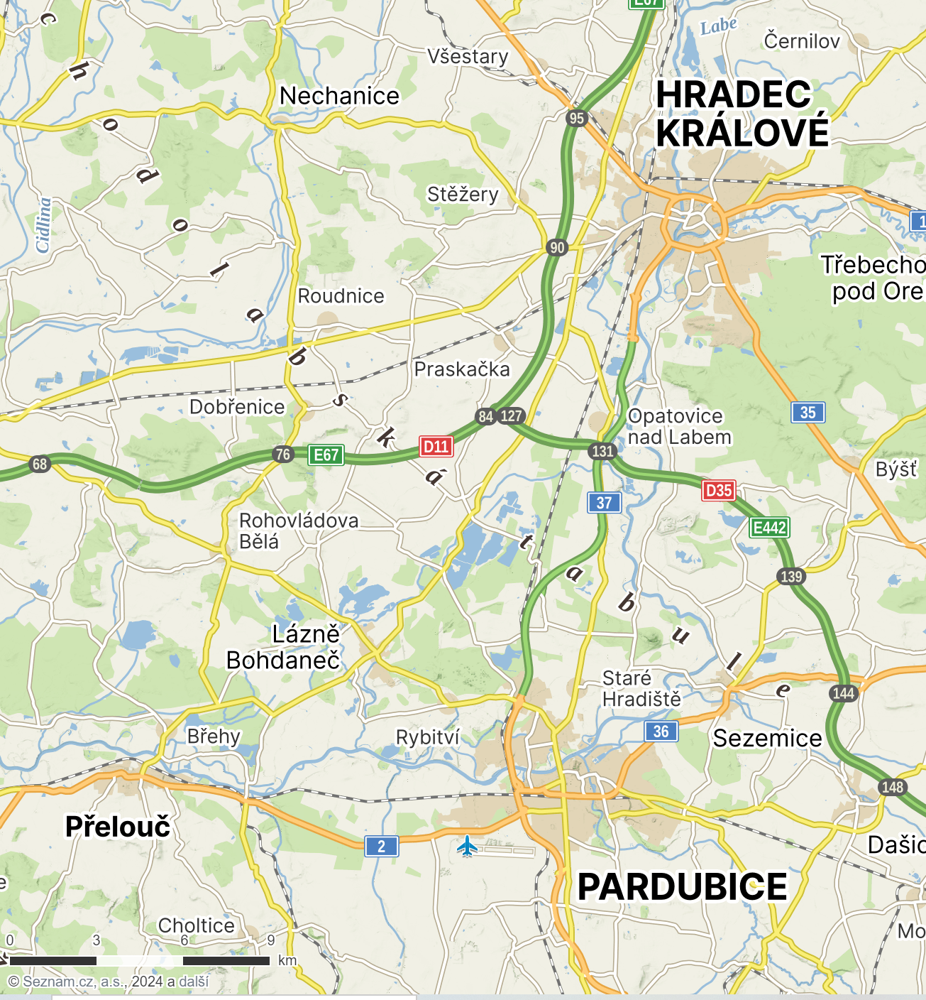 E67
Labe
Černilov
Všestary
HRADEC
KRÁLOVÉ
Nechanice
95
Stěžery
Cidlina
1
90
Třebecho
pod Ore
Roudnice
Praskačka
Dobřenice
84
127
35
Opatovice
nad Labem
D11
131
76
E67
68
Býšť
D35
37
Rohovládova
Bělá
E442
139
Chodolabská tabule
Lázně
Bohdaneč
Staré
Hradiště
144
36
Břehy
Rybitví
Sezemice
148
Přelouč
2
Dašic
PARDUBICE
e
Choltice
Mo
0 3 6 9
km
© Seznam.cz, a.s., 2024 a další